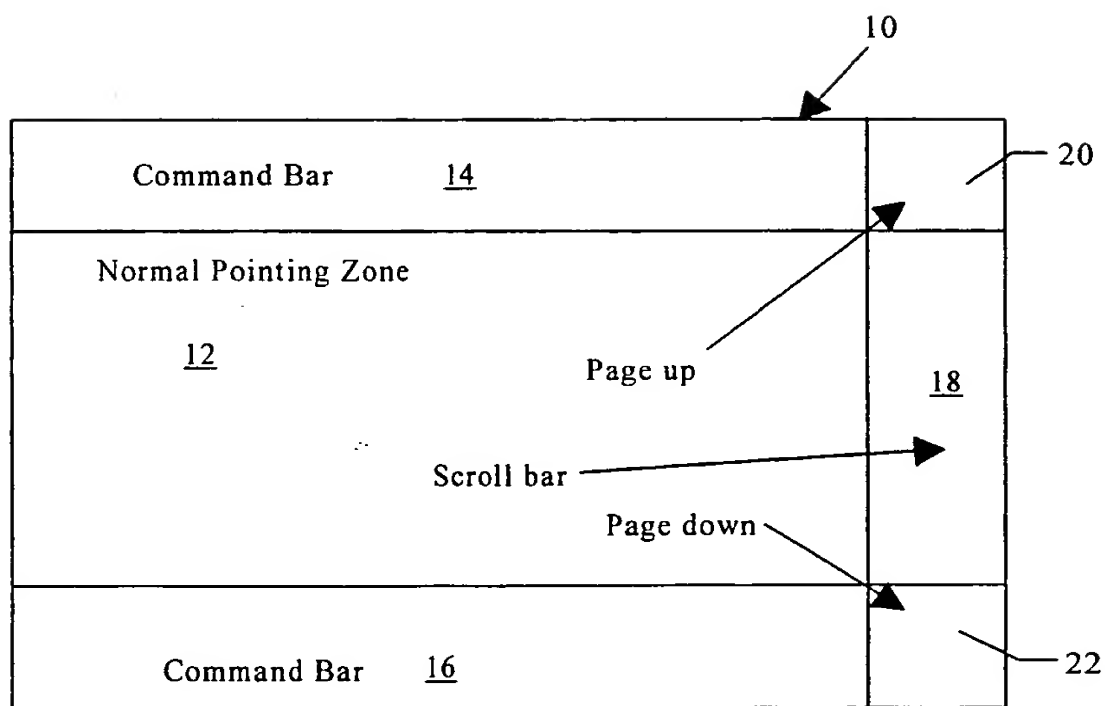 10
20
Command Bar 14
Normal Pointing Zone
12
Page up
18
Scroll bar
Page down
22
Command Bar 16